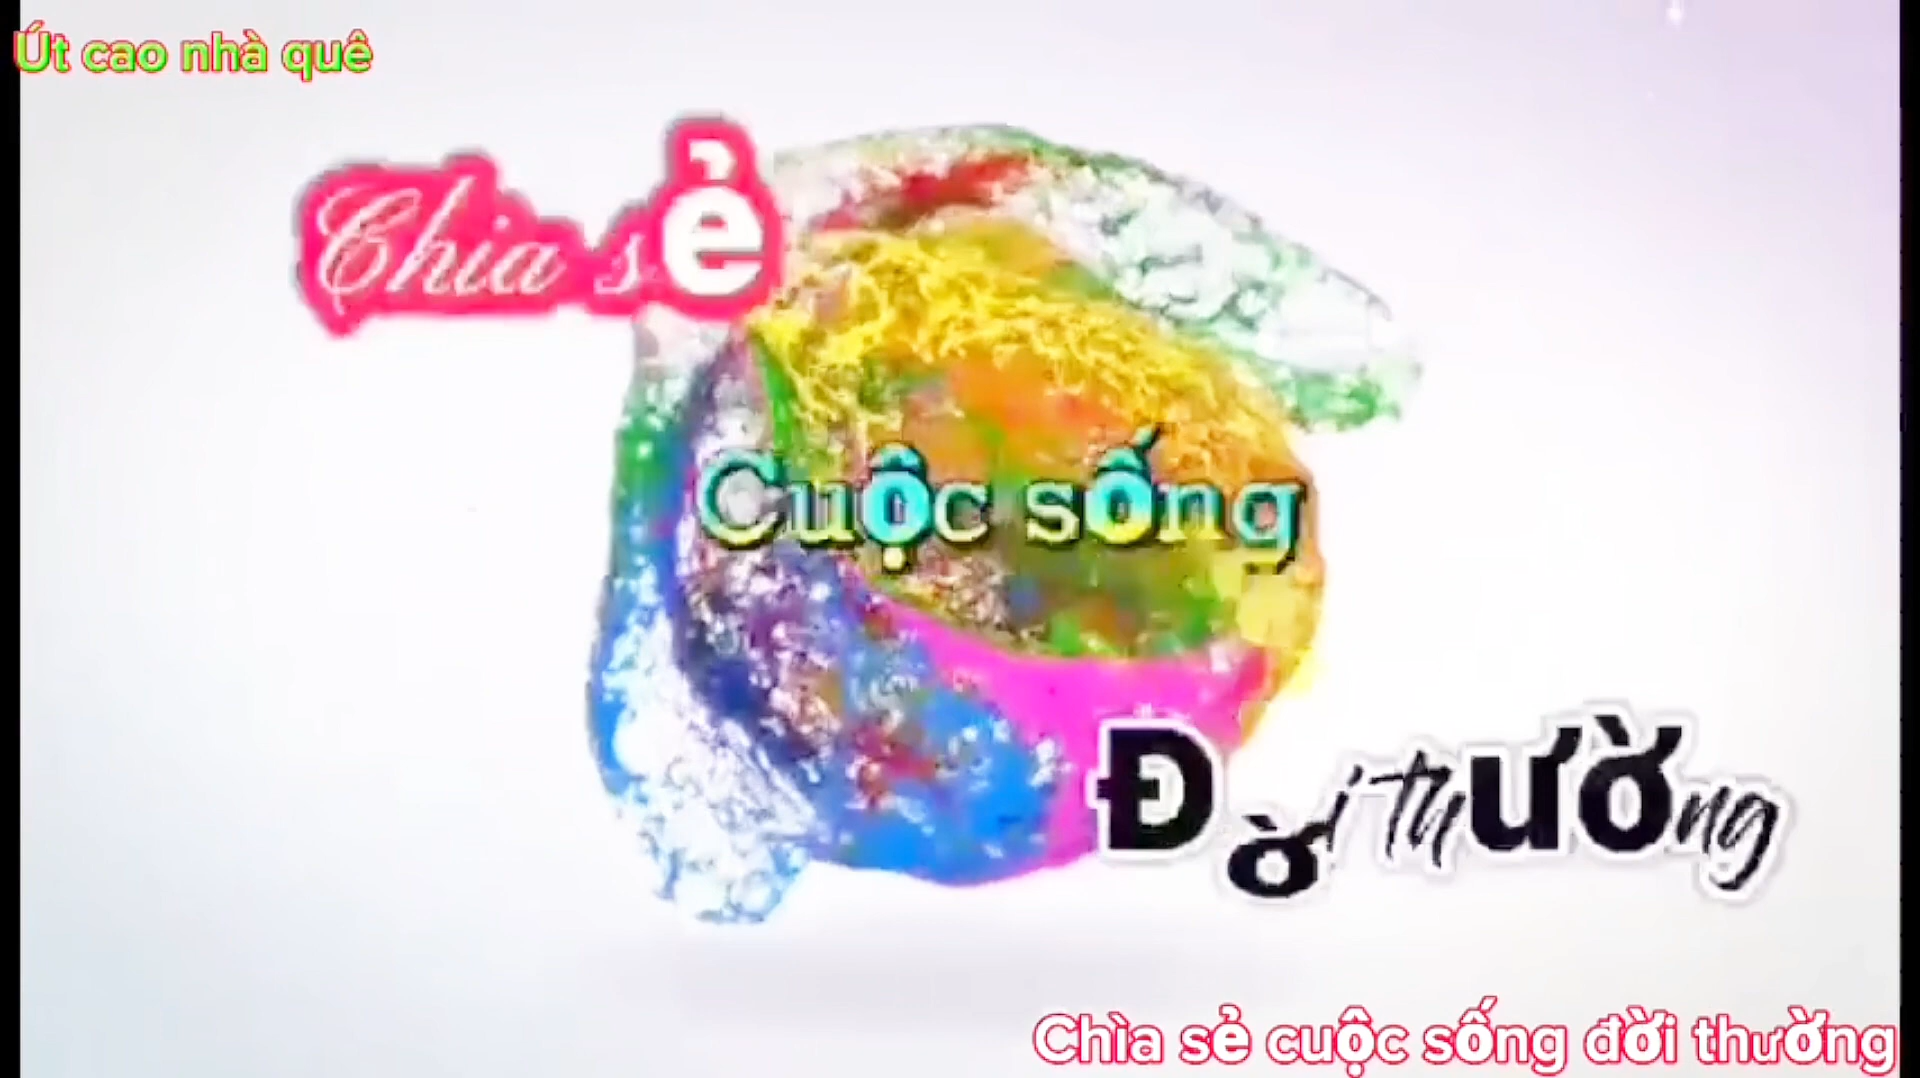 Út cao nhà quê
Chia sẻ
Cuộc sống
Đời thường
Chìa sẻ cuộc sống đời thường